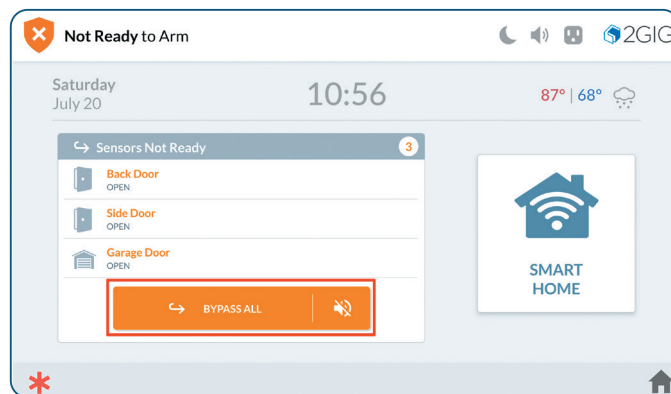 Not Ready to Arm
2GIG
Saturday
July 20
10:56
87° | 68°
Sensors Not Ready
3
Back Door
OPEN
Side Door
OPEN
Garage Door
OPEN
BYPASS ALL
SMART
HOME